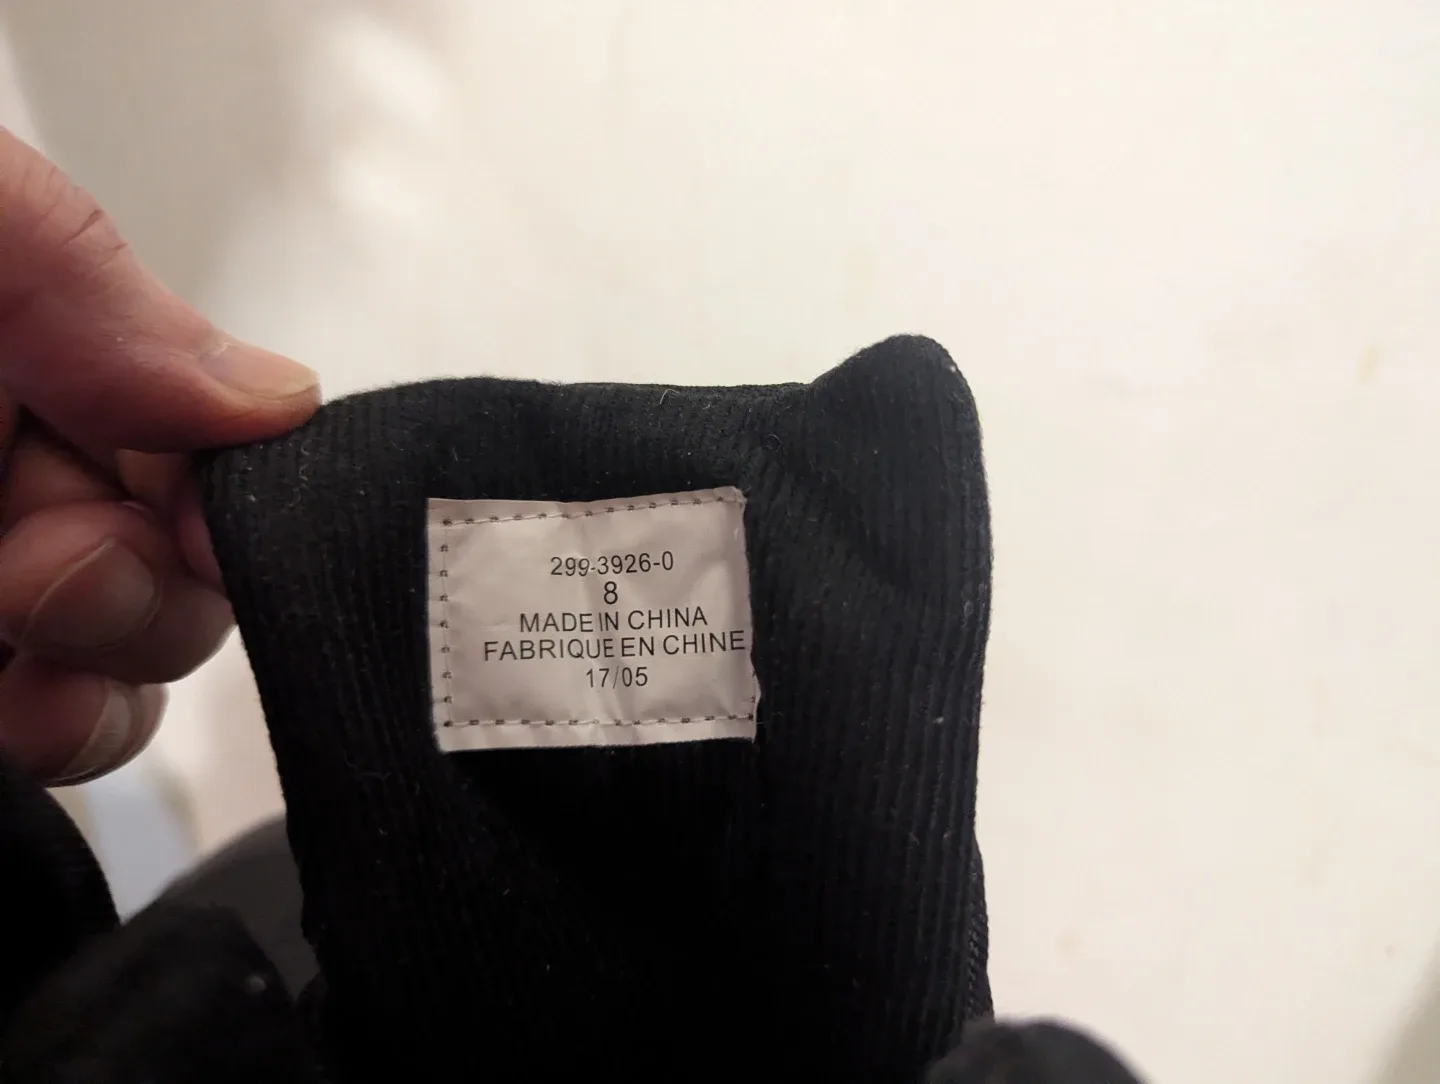 299-3926-0
8
MADE IN CHINA
FABRIQUE EN CHINE
17/05